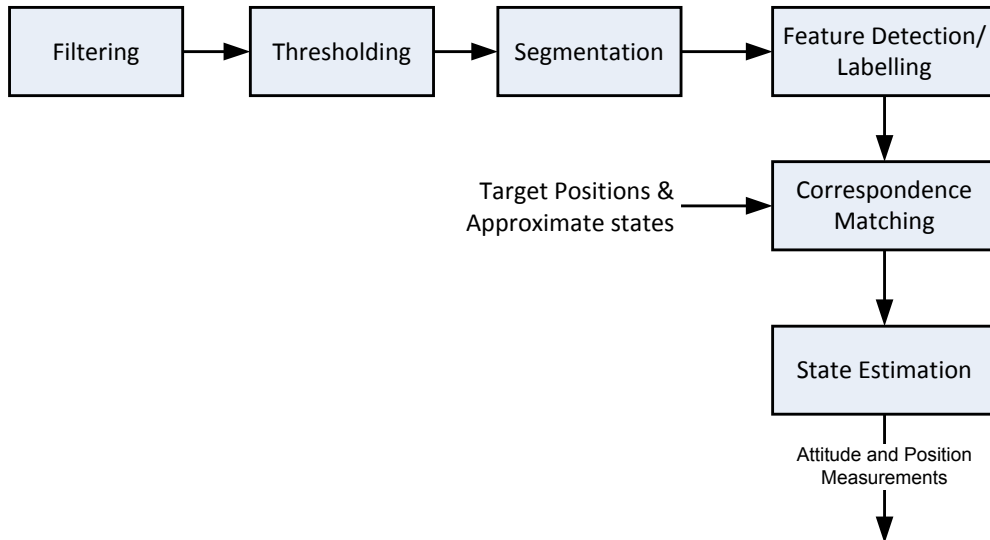 Filtering
Thresholding
Segmentation
Feature Detection/
Labelling
Target Positions &
Approximate states
Correspondence
Matching
State Estimation
Attitude and Position
Measurements